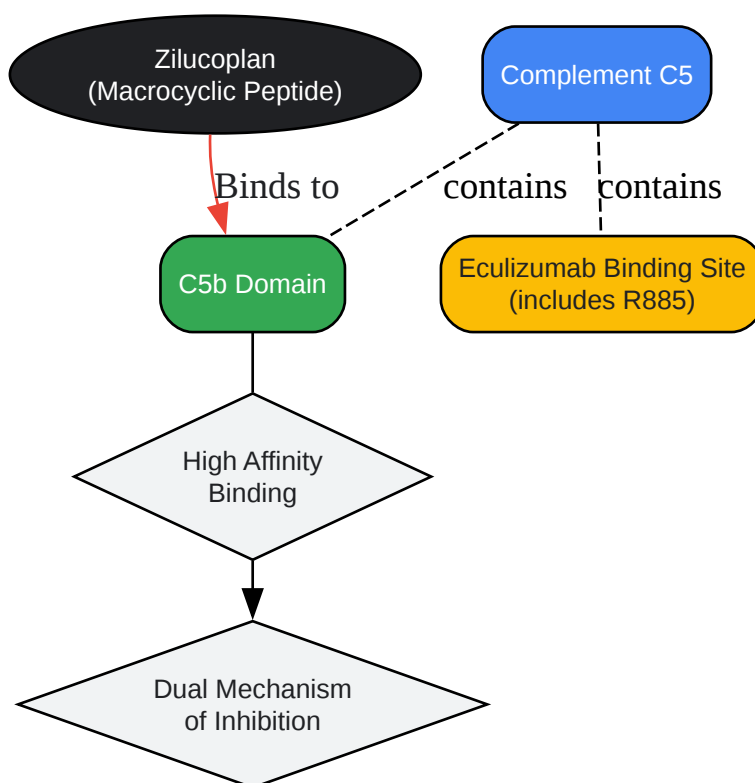 Zilucoplan
(Macrocyclic Peptide)
Complement C5
Binds to
contains
contains
C5b Domain
Eculizumab Binding Site
(includes R885)
High Affinity
Binding
Dual Mechanism
of Inhibition